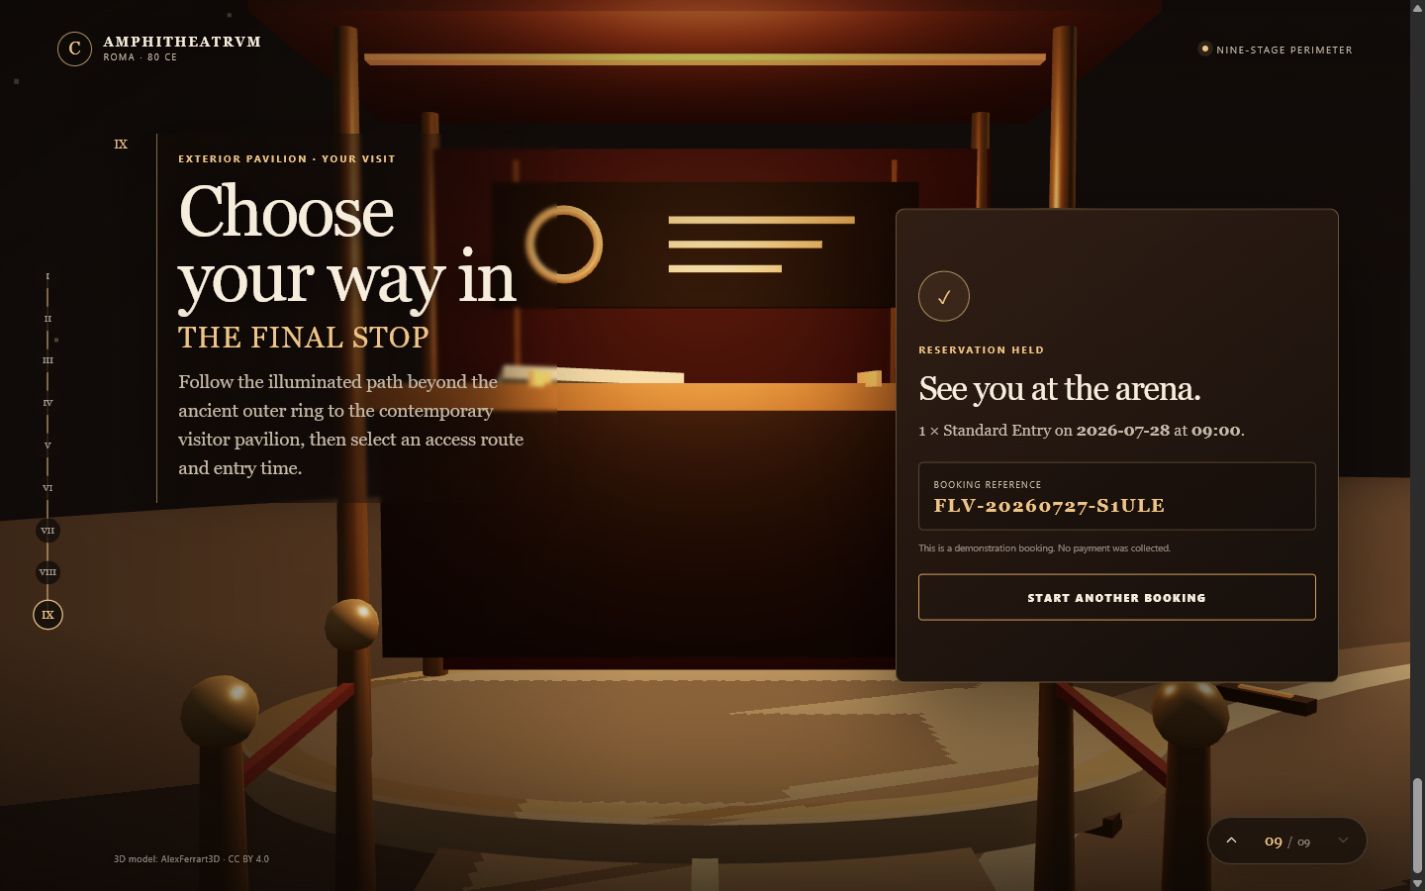 C
AMPHITHEATRVM
ROMA · 80 CE
NINE-STAGE PERIMETER
IX
EXTERIOR PAVILION · YOUR VISIT
Choose
your way in
THE FINAL STOP
Follow the illuminated path beyond the
ancient outer ring to the contemporary
visitor pavilion, then select an access route
and entry time.
I
II
III
IV
V
VI
VII
VIII
IX
✓
RESERVATION HELD
See you at the arena.
1 × Standard Entry on 2026-07-28 at 09:00.
BOOKING REFERENCE
FLV-20260727-S1ULE
This is a demonstration booking. No payment was collected.
START ANOTHER BOOKING
3D model: AlexFerrart3D · CC BY 4.0
09 / 09